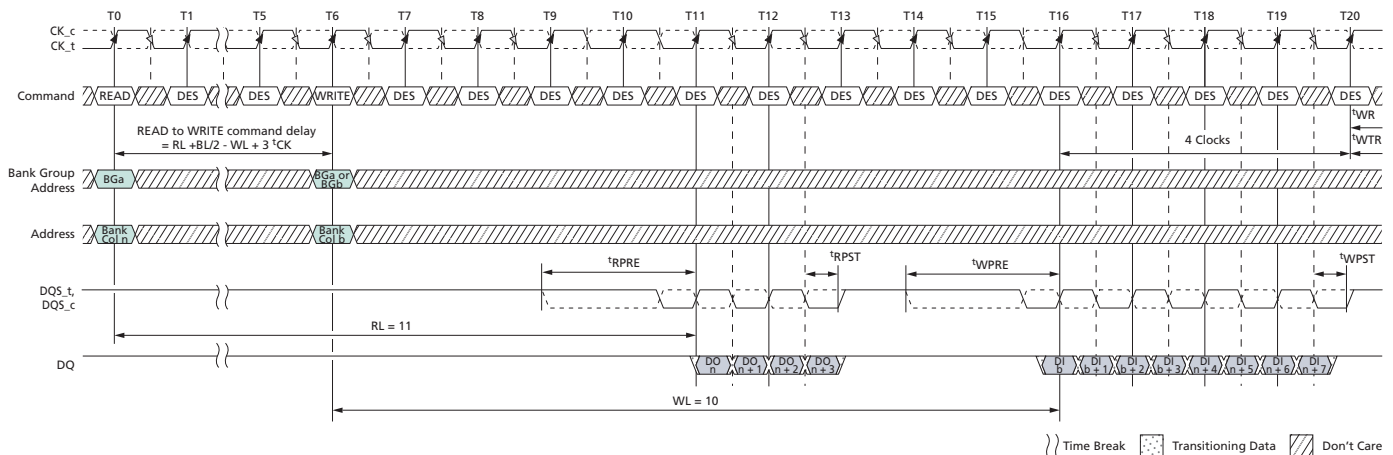 T0 T1 T5 T6 T7 T8 T9 T10 T11 T12 T13 T14 T15 T16 T17 T18 T19 T20
CK_c
CK_t
Command READ DES DES WRITE DES DES DES DES DES DES DES DES DES DES DES DES DES DES
READ to WRITE command delay
= RL +BL/2 - WL + 3 tCK
4 Clocks
tWR
tWTR
Bank Group
Address
BGa
BGa or
BGb
Address
Bank
Col n
Bank
Col b
tRPRE tRPST tWPRE tWPST
DQS_t,
DQS_c
RL = 11
DQ
DO
n
DO
n + 1
DO
n + 2
DO
n + 3
DI
b
DI
b + 1
DI
b + 2
DI
b + 3
DI
n + 4
DI
n + 5
DI
n + 6
DI
n + 7
WL = 10
Time Break Transitioning Data Don't Care